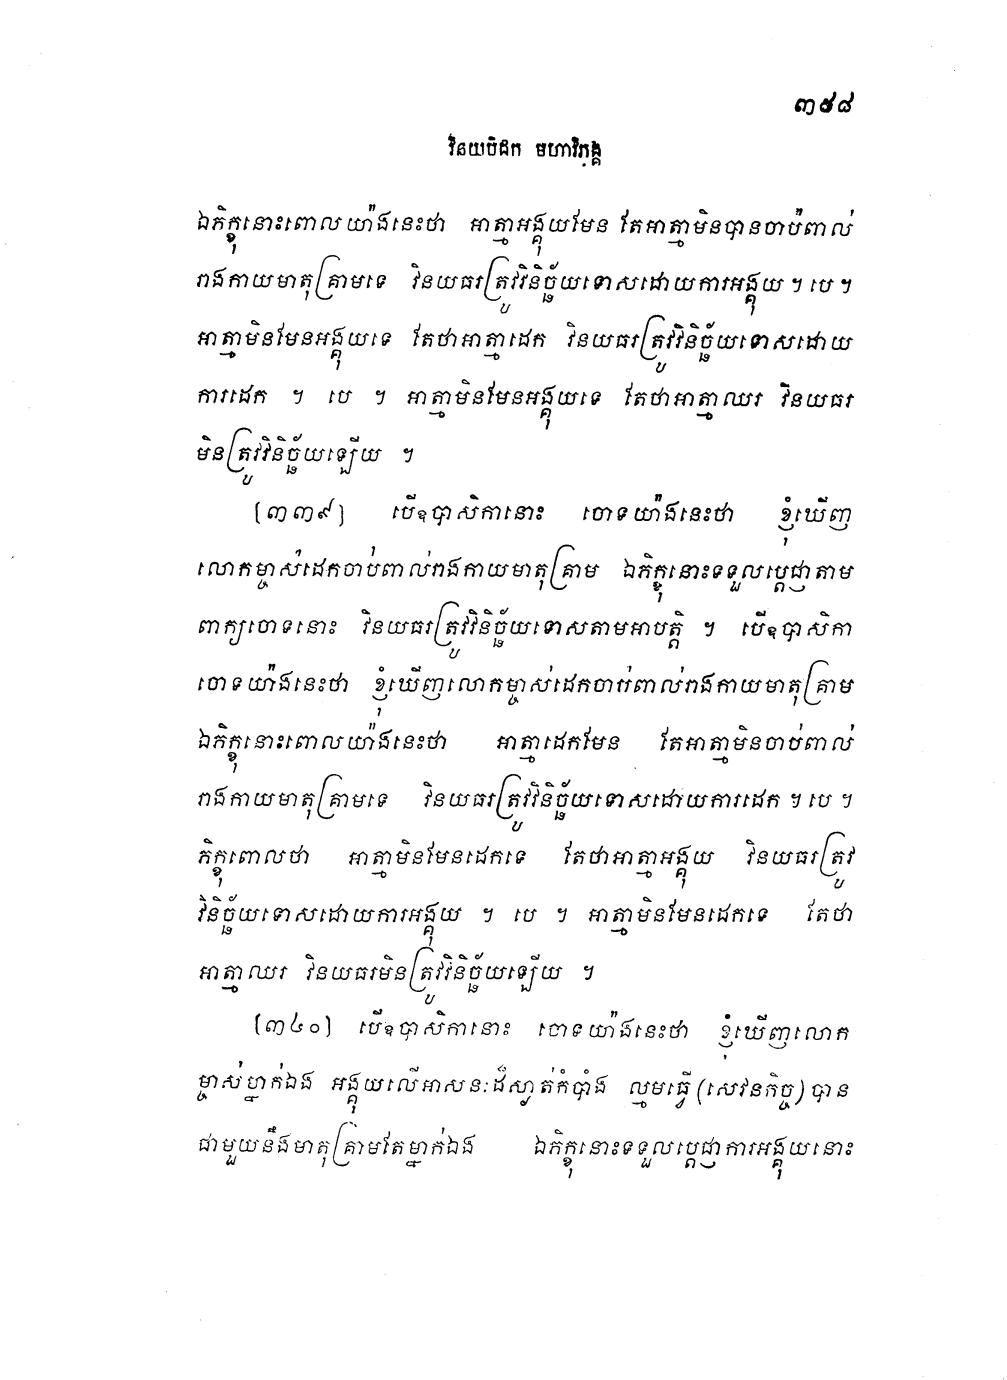 ៣៩៨
វិនយបិដក មហាវិភង្គ
ឯភិក្ខុនោះពោលយ៉ាងនេះថា អាត្មាអង្គុយមែន តែអាត្មាមិនបានចាប់ពាល់
រាងកាយមាតុគ្រាមទេ វិនយធរត្រូវវិនិច្ឆ័យទោសដោយការអង្គុយ ។ បេ ។
អាត្មាមិនមែនអង្គុយទេ តែថាអាត្មាដេក វិនយធរត្រូវវិនិច្ឆ័យទោសដោយ
ការដេក ។ បេ ។ អាត្មាមិនមែនអង្គុយទេ តែថាអាត្មាឈរ វិនយធរ
មិនត្រូវវិនិច្ឆ័យឡើយ ។
[៣៣៩] បើឧបាសិកានោះ ចោទយ៉ាងនេះថា ខ្ញុំឃើញ
លោកម្ចាស់ដេកចាប់ពាល់រាងកាយមាតុគ្រាម ឯភិក្ខុនោះទទួលប្តេជ្ញាតាម
ពាក្យចោទនោះ វិនយធរត្រូវវិនិច្ឆ័យទោសតាមអាបត្តិ ។ បើឧបាសិកា
ចោទយ៉ាងនេះថា ខ្ញុំឃើញលោកម្ចាស់ដេកចាប់ពាល់រាងកាយមាតុគ្រាម
ឯភិក្ខុនោះពោលយ៉ាងនេះថា អាត្មាដេកមែន តែអាត្មាមិនចាប់ពាល់
រាងកាយមាតុគ្រាមទេ វិនយធរត្រូវវិនិច្ឆ័យទោសដោយការដេក ។ បេ ។
ភិក្ខុពោលថា អាត្មាមិនមែនដេកទេ តែថាអាត្មាអង្គុយ វិនយធរត្រូវ
វិនិច្ឆ័យទោសដោយការអង្គុយ ។ បេ ។ អាត្មាមិនមែនដេកទេ តែថា
អាត្មាឈរ វិនយធរមិនត្រូវវិនិច្ឆ័យឡើយ ។
[៣៤០] បើឧបាសិកានោះ ចោទយ៉ាងនេះថា ខ្ញុំឃើញលោក
ម្ចាស់ម្នាក់ឯង អង្គុយលើអាសនៈដ៏ស្ងាត់កំបាំង ល្មមធ្វើ (សេវនកិច្ច) បាន
ជាមួយនឹងមាតុគ្រាមតែម្នាក់ឯង ឯភិក្ខុនោះទទួលប្តេជ្ញាការអង្គុយនោះ